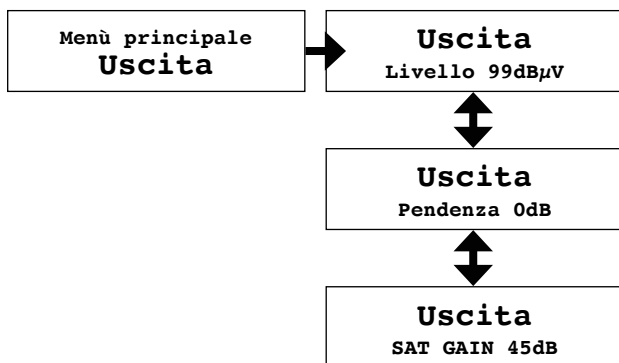 Menù principale
Uscita
Uscita
Livello 99dBµV
Uscita
Pendenza 0dB
Uscita
SAT GAIN 45dB